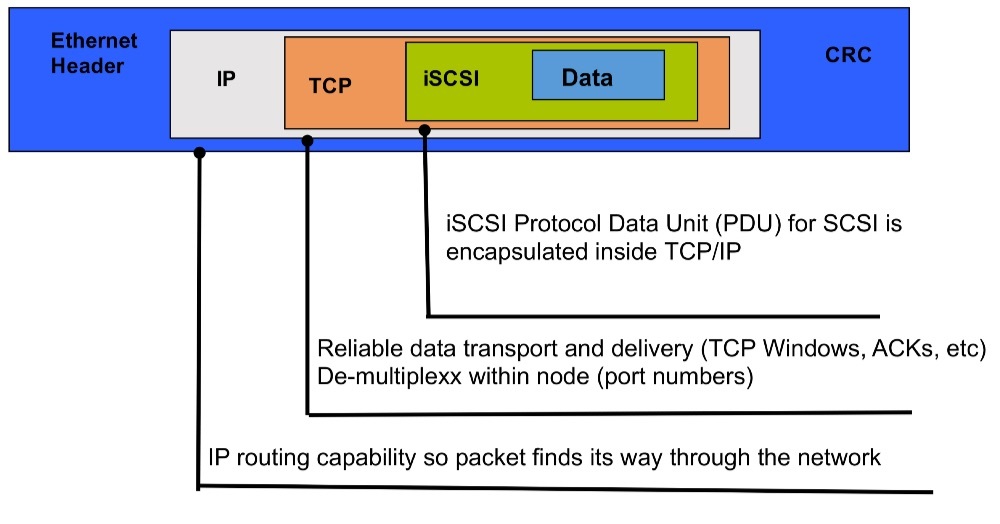 Ethernet
Header
IP
TCP
iSCSI
Data
CRC
iSCSI Protocol Data Unit (PDU) for SCSI is
encapsulated inside TCP/IP
Reliable data transport and delivery (TCP Windows, ACKs, etc)
De-multiplexx within node (port numbers)
IP routing capability so packet finds its way through the network